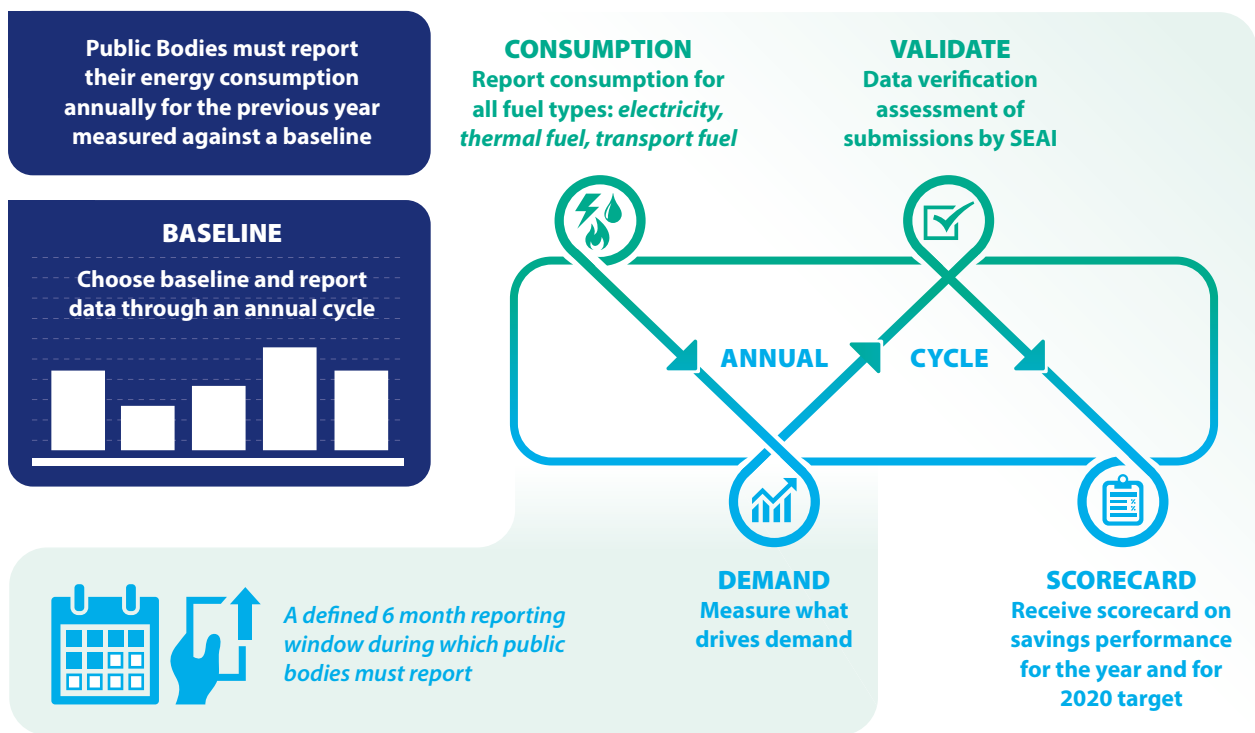 Public Bodies must report
their energy consumption
annually for the previous year
measured against a baseline
BASELINE
Choose baseline and report
data through an annual cycle
CONSUMPTION
Report consumption for
all fuel types: electricity,
thermal fuel, transport fuel
VALIDATE
Data verification
assessment of
submissions by SEAI
ANNUAL CYCLE
DEMAND
Measure what
drives demand
SCORECARD
Receive scorecard on
savings performance
for the year and for
2020 target
A defined 6 month reporting
window during which public
bodies must report